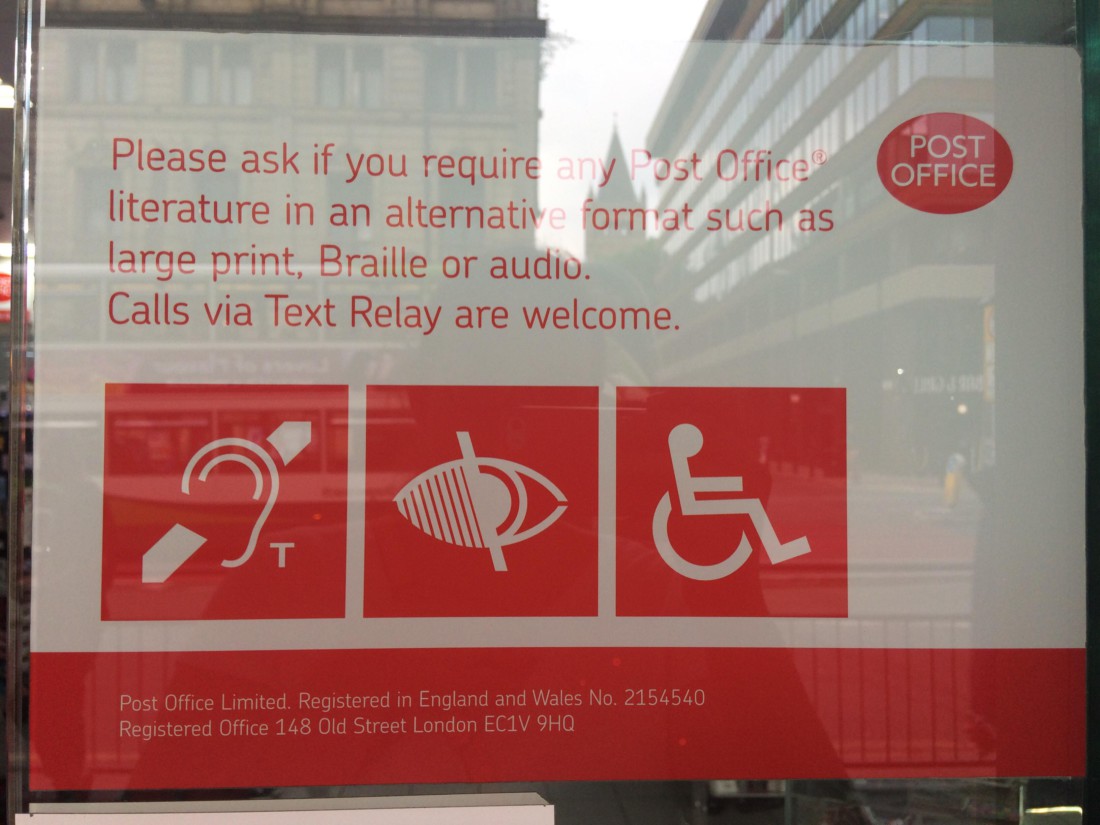 Please ask if you require any Post Office®
literature in an alternative format such as
large print, Braille or audio.
Calls via Text Relay are welcome.
POST
OFFICE
T
Post Office Limited. Registered in England and Wales No. 2154540
Registered Office 148 Old Street London EC1V 9HQ